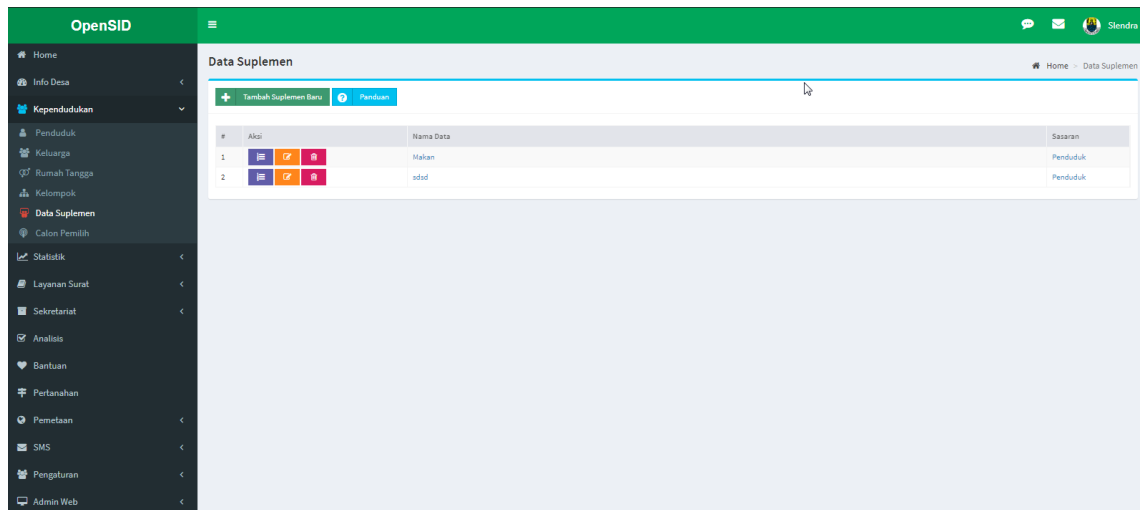 OpenSID
Slendra
Home
Info Desa
Kependudukan
Penduduk
Keluarga
Rumah Tangga
Kelompok
Data Suplemen
Calon Pemilih
Statistik
Layanan Surat
Sekretariat
Analisis
Bantuan
Pertanahan
Pemetaan
SMS
Pengaturan
Admin Web
Data Suplemen
Home > Data Suplemen
Tambah Suplemen Baru Panduan
# Aksi Nama Data Sasaran
1 Makan Penduduk
2 sdsd Penduduk